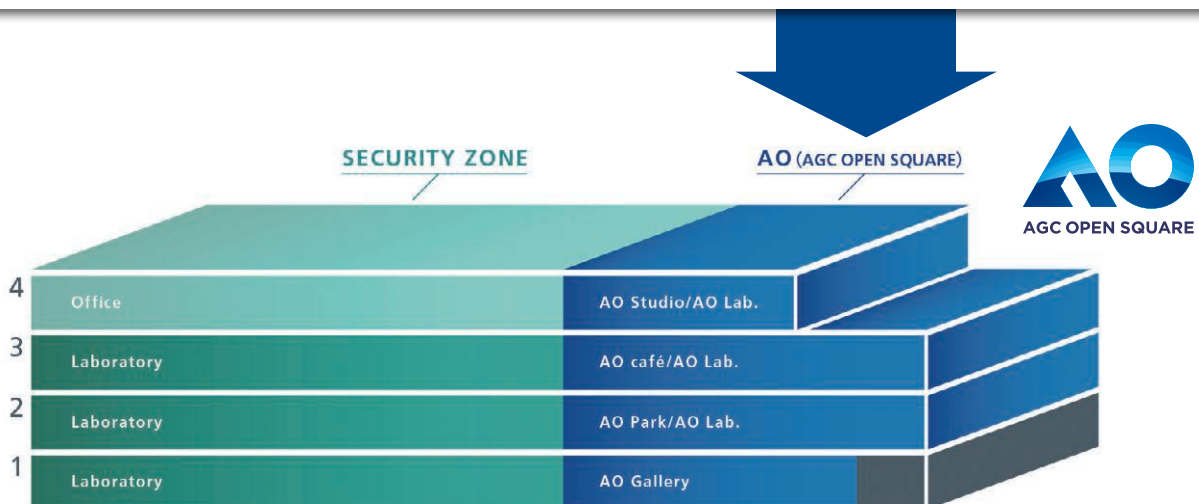 SECURITY ZONE
AO (AGC OPEN SQUARE)
AO
AGC OPEN SQUARE
4
Office
AO Studio/AO Lab.
3
Laboratory
AO café/AO Lab.
2
Laboratory
AO Park/AO Lab.
1
Laboratory
AO Gallery